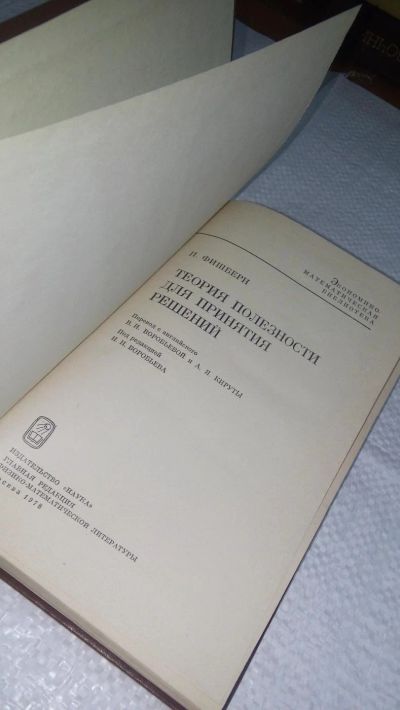 ЭКОНОМИКО-
МАТЕМАТИЧЕСКАЯ
БИБЛИОТЕКА
П. ФИШБЕРН
ТЕОРИЯ ПОЛЕЗНОСТИ
ДЛЯ ПРИНЯТИЯ
РЕШЕНИЙ
Перевод с английского
В. Н. ВОРОБЬЕВОЙ и А. Я. КИРУТЫ
Под редакцией
Н. Н. ВОРОБЬЕВА
ИЗДАТЕЛЬСТВО «НАУКА»
ГЛАВНАЯ РЕДАКЦИЯ
ФИЗИКО-МАТЕМАТИЧЕСКОЙ ЛИТЕРАТУРЫ
Москва 1978